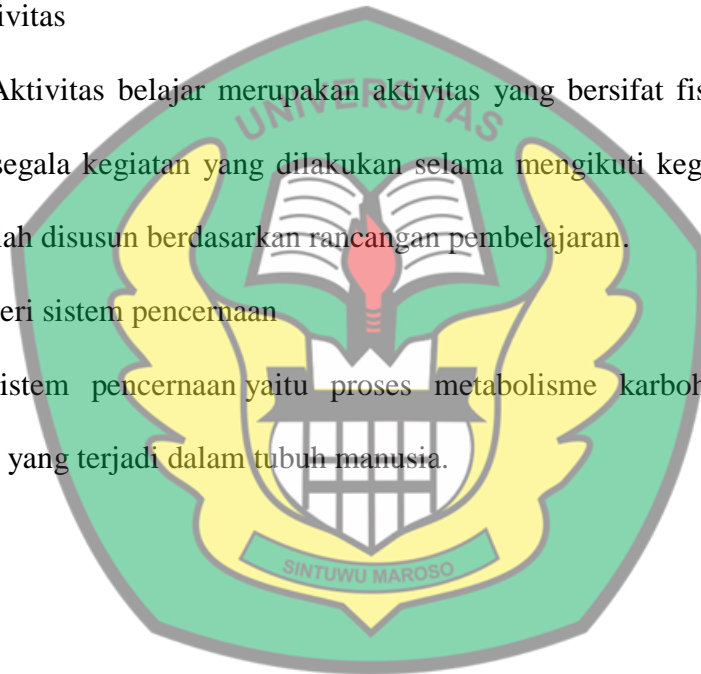 ivitas
Aktivitas belajar merupakan aktivitas yang bersifat fis
segala kegiatan yang dilakukan selama mengikuti keg
lah disusun berdasarkan rancangan pembelajaran.
eri sistem pencernaan
istem pencernaan yaitu proses metabolisme karboh
yang terjadi dalam tubuh manusia.
UNIVERSITAS
SINTUWU MAROSO